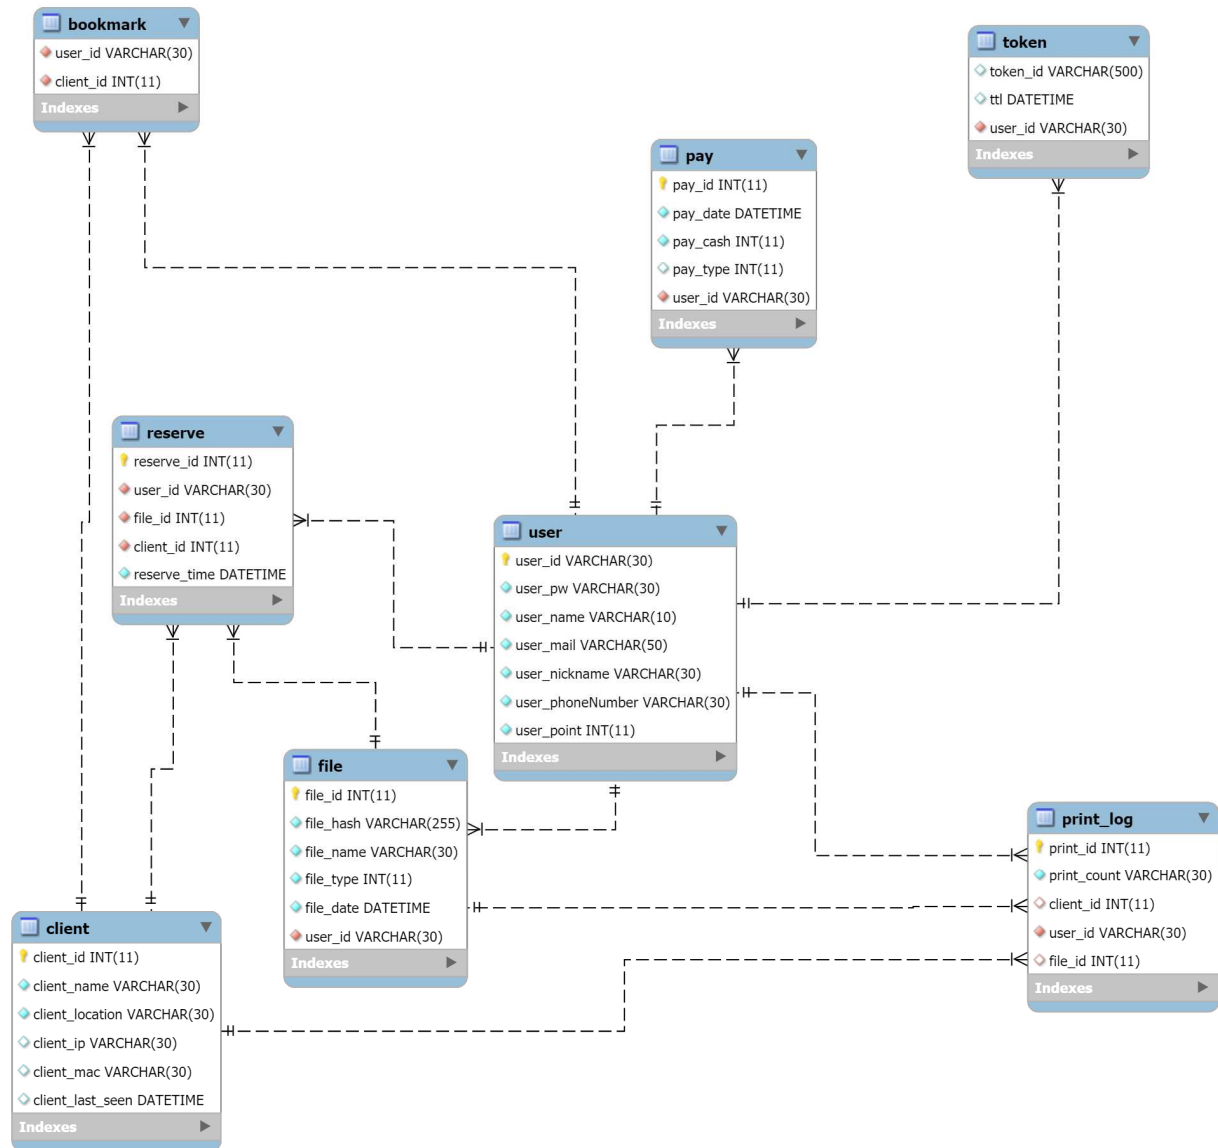 bookmark
user_id VARCHAR(30)
client_id INT(11)
Indexes
token
token_id VARCHAR(500)
ttl DATETIME
user_id VARCHAR(30)
Indexes
pay
pay_id INT(11)
pay_date DATETIME
pay_cash INT(11)
pay_type INT(11)
user_id VARCHAR(30)
Indexes
reserve
reserve_id INT(11)
user_id VARCHAR(30)
file_id INT(11)
client_id INT(11)
reserve_time DATETIME
Indexes
user
user_id VARCHAR(30)
user_pw VARCHAR(30)
user_name VARCHAR(10)
user_mail VARCHAR(50)
user_nickname VARCHAR(30)
user_phoneNumber VARCHAR(30)
user_point INT(11)
Indexes
file
file_id INT(11)
file_hash VARCHAR(255)
file_name VARCHAR(30)
file_type INT(11)
file_date DATETIME
user_id VARCHAR(30)
Indexes
print_log
print_id INT(11)
print_count VARCHAR(30)
client_id INT(11)
user_id VARCHAR(30)
file_id INT(11)
Indexes
client
client_id INT(11)
client_name VARCHAR(30)
client_location VARCHAR(30)
client_ip VARCHAR(30)
client_mac VARCHAR(30)
client_last_seen DATETIME
Indexes